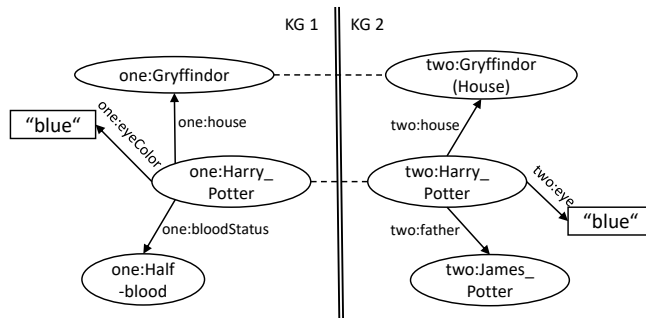 KG 1
KG 2
one:Gryffindor
two:Gryffindor
(House)
“blue“
one:eyeColor
one:house
two:house
one:Harry_
Potter
two:Harry_
Potter
two:eye
“blue“
one:bloodStatus
two:father
one:Half
-blood
two:James_
Potter